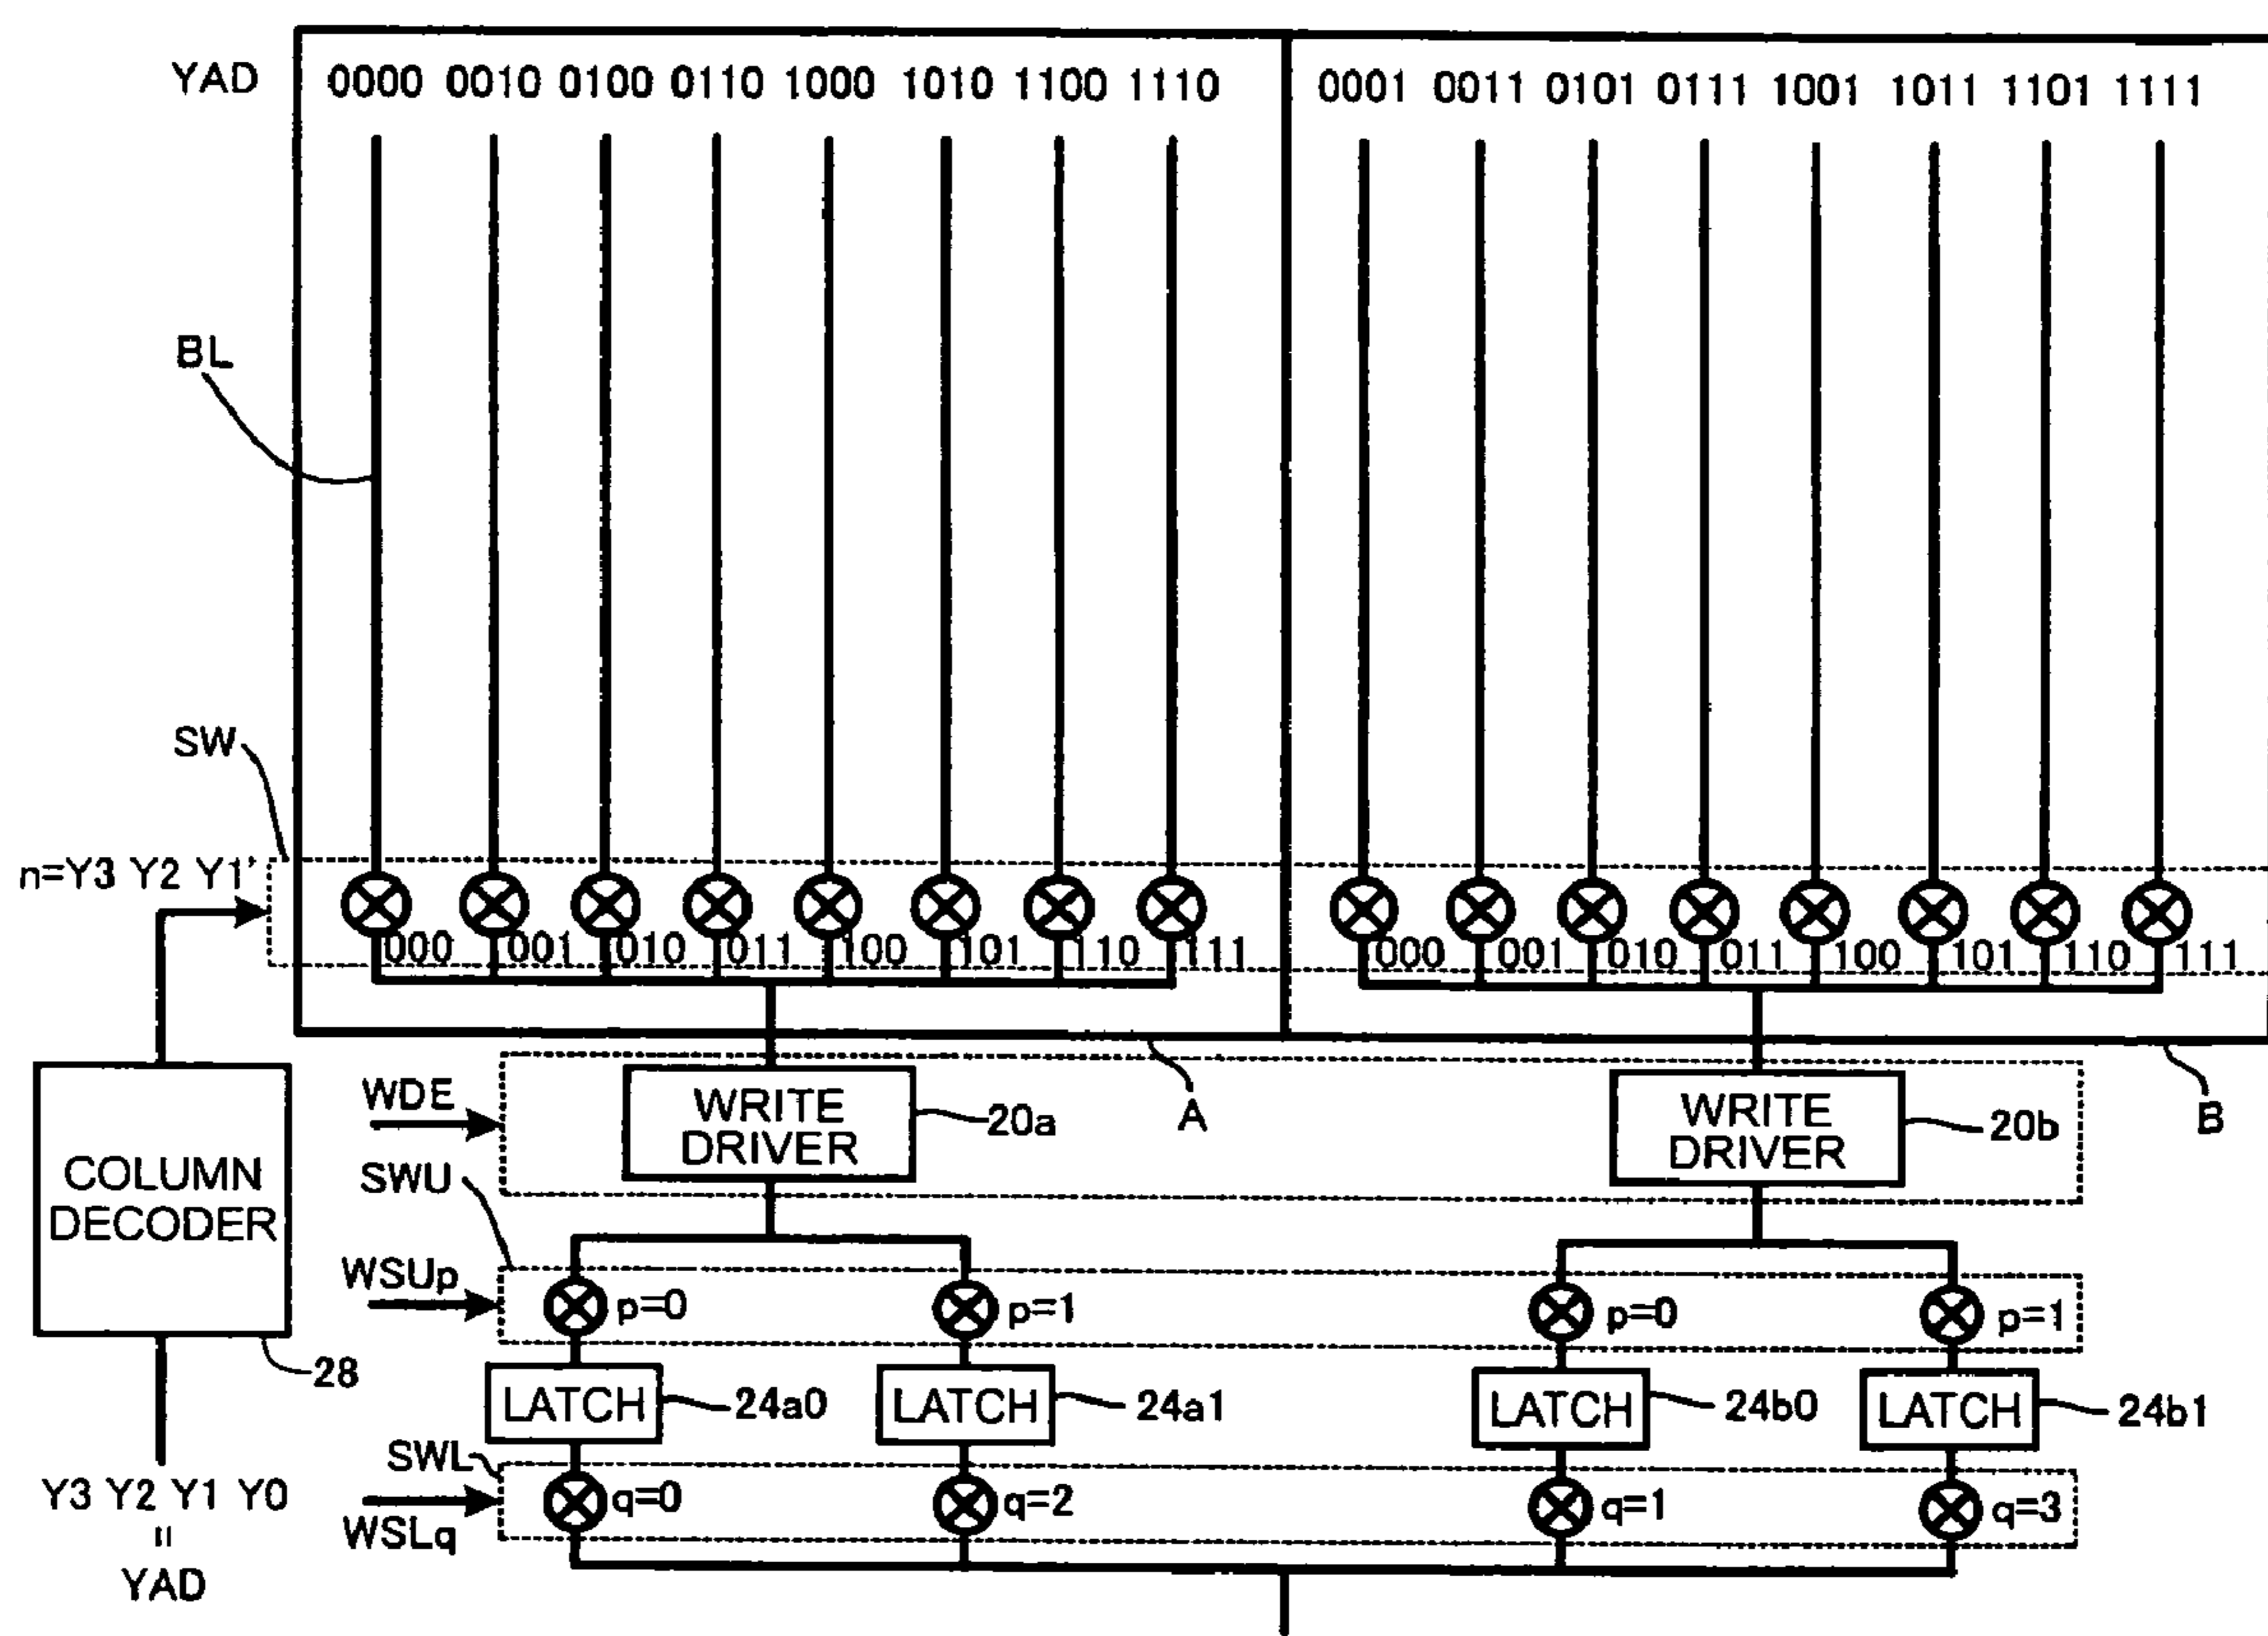 YAD 0000 0010 0100 0110 1000 1010 1100 1110 0001 0011 0101 0111 1001 1011 1101 1111
BL
SW
n=Y3 Y2 Y1'
000 001 010 011 100 101 110 111 000 001 010 011 100 101 110 111
A
B
WDE
WRITE
DRIVER
20a
WRITE
DRIVER
20b
COLUMN
DECODER
28
SWU
WSUp
p=0 p=1 p=0 p=1
LATCH 24a0 LATCH 24a1 LATCH 24b0 LATCH 24b1
SWL
q=0 q=2 q=1 q=3
WSLq
Y3 Y2 Y1 Y0
=
YAD